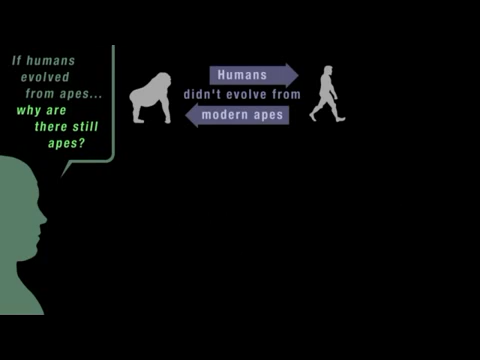 If humans
evolved
from apes...
why are
there still
apes?
Humans
didn't evolve from
modern apes